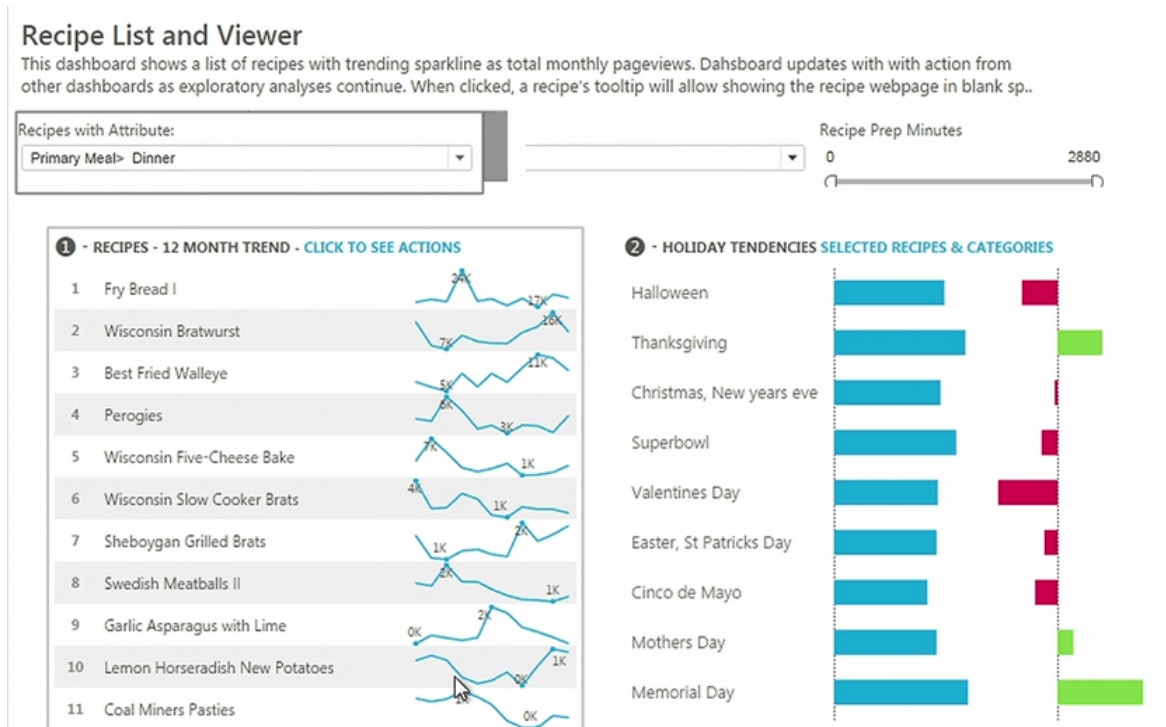 Recipe List and Viewer
This dashboard shows a list of recipes with trending sparkline as total monthly pageviews. Dahsboard updates with with action from
other dashboards as exploratory analyses continue. When clicked, a recipe's tooltip will allow showing the recipe webpage in blank sp..
Recipes with Attribute:
Primary Meal> Dinner
Recipe Prep Minutes
0 2880
1 - RECIPES - 12 MONTH TREND - CLICK TO SEE ACTIONS
1 Fry Bread I 24K 17K
2 Wisconsin Bratwurst 7K 16K
3 Best Fried Walleye 5K 11K
4 Perogies 6K 3K
5 Wisconsin Five-Cheese Bake 7K 1K
6 Wisconsin Slow Cooker Brats 4K 1K
7 Sheboygan Grilled Brats 1K 2K
8 Swedish Meatballs II 2K 1K
9 Garlic Asparagus with Lime 0K 2K
10 Lemon Horseradish New Potatoes 0K 1K
11 Coal Miners Pasties 0K
2 - HOLIDAY TENDENCIES SELECTED RECIPES & CATEGORIES
Halloween
Thanksgiving
Christmas, New years eve
Superbowl
Valentines Day
Easter, St Patricks Day
Cinco de Mayo
Mothers Day
Memorial Day